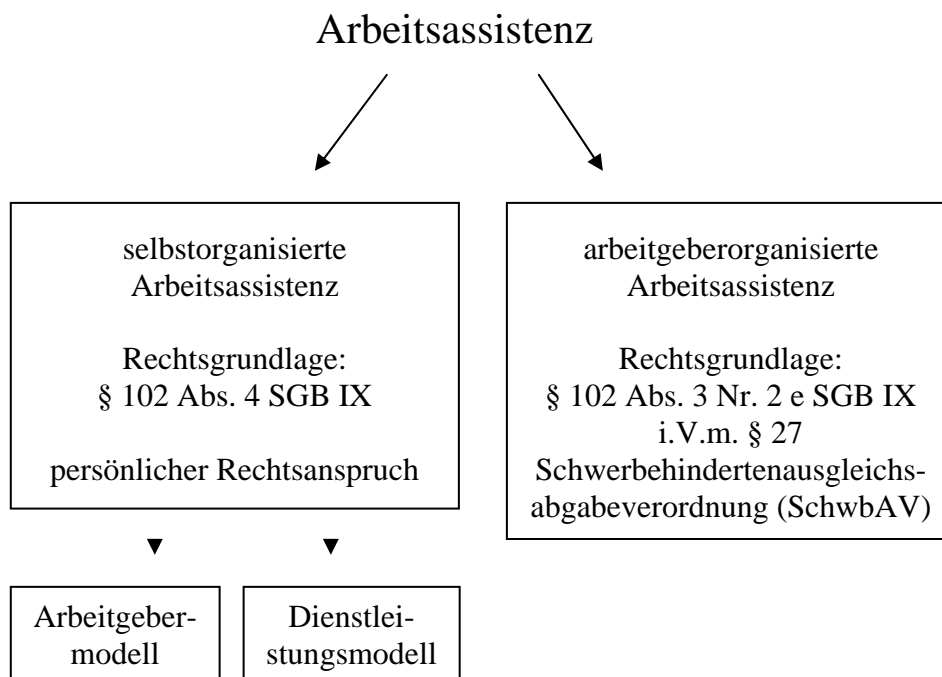 Arbeitsassistenz
selbstorganisierte
Arbeitsassistenz
Rechtsgrundlage:
§ 102 Abs. 4 SGB IX
persönlicher Rechtsanspruch
arbeitgeberorganisierte
Arbeitsassistenz
Rechtsgrundlage:
§ 102 Abs. 3 Nr. 2 e SGB IX
i.V.m. § 27
Schwerbehindertenausgleichs-
abgabeverordnung (SchwbAV)
Arbeitgeber-
modell
Dienstlei-
stungsmodell